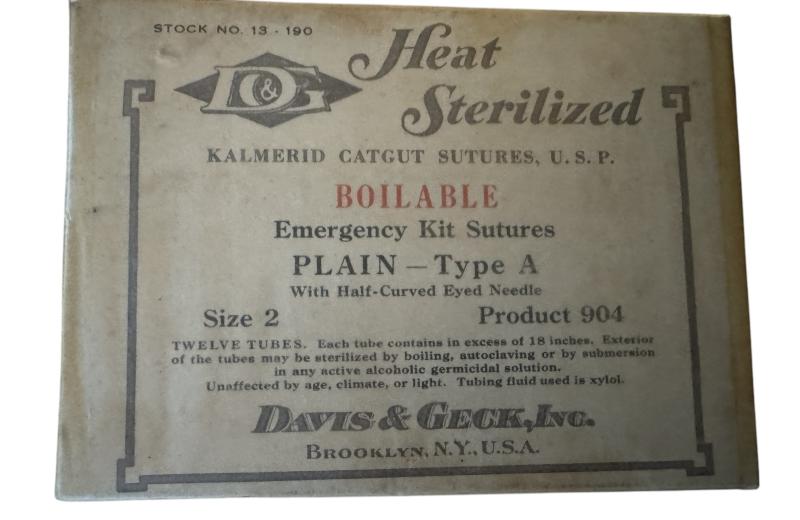 STOCK NO. 13 - 190
D&G
Heat
Sterilized
KALMERID CATGUT SUTURES, U. S. P.
BOILABLE
Emergency Kit Sutures
PLAIN — Type A
With Half-Curved Eyed Needle
Size 2 Product 904
TWELVE TUBES. Each tube contains in excess of 18 inches. Exterior
of the tubes may be sterilized by boiling, autoclaving or by submersion
in any active alcoholic germicidal solution.
Unaffected by age, climate, or light. Tubing fluid used is xylol.
DAVIS & GECK, INC.
BROOKLYN, N.Y., U.S.A.